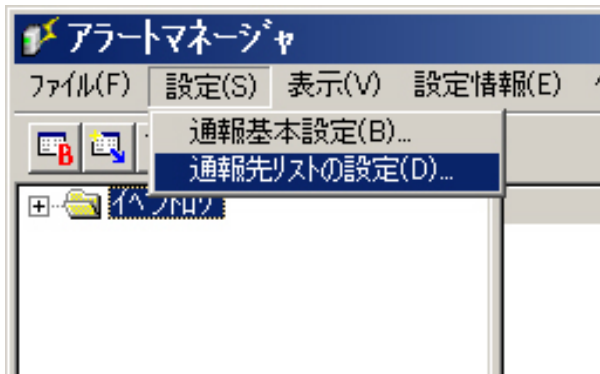 アラートマネージャ
ファイル(F) 設定(S) 表示(V) 設定情報(E)
通報基本設定(B)...
通報先リストの設定(D)...
イベントログ